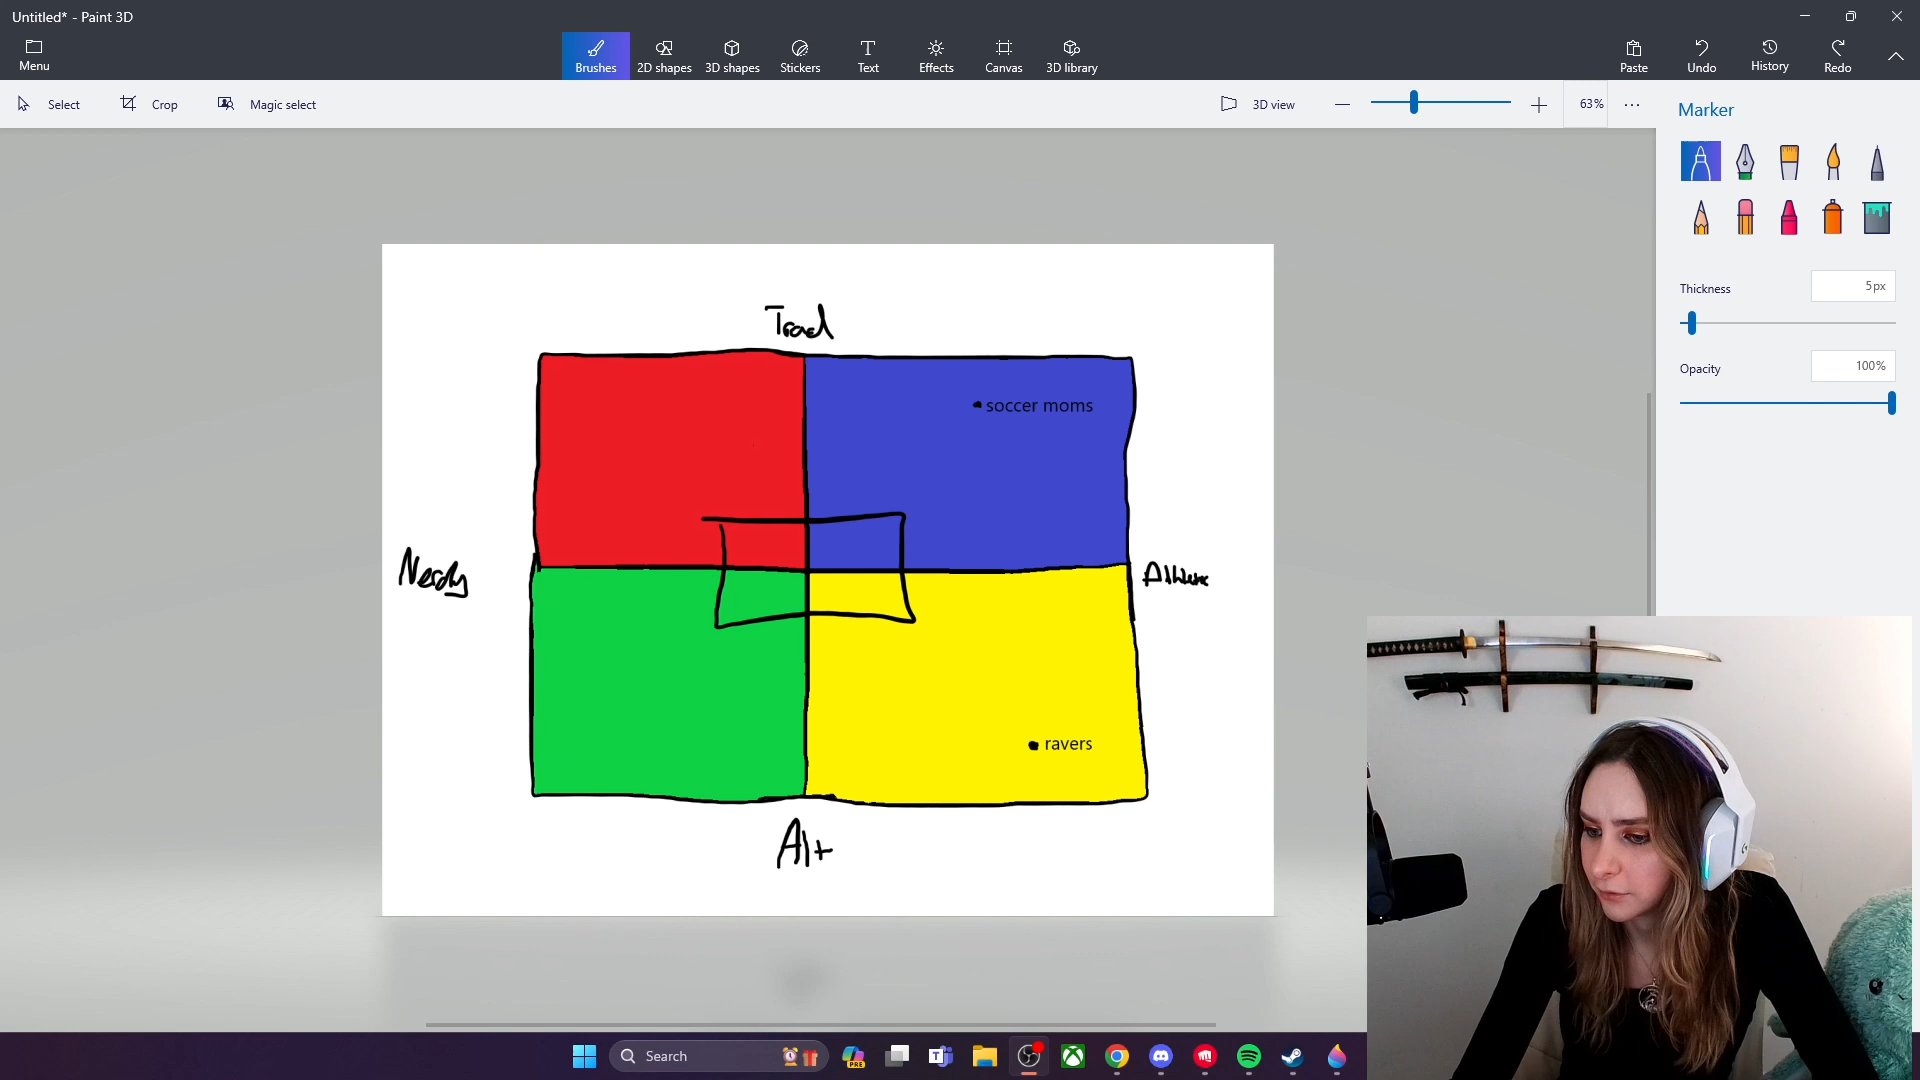 Untitled* - Paint 3D
Menu
Brushes
2D shapes
3D shapes
Stickers
Text
Effects
Canvas
3D library
Paste
Undo
History
Redo
Select
Crop
Magic select
3D view
63%
Marker
Thickness
5px
Opacity
100%
Trad
soccer moms
Nerdy
ravers
Alt
Search
PRE